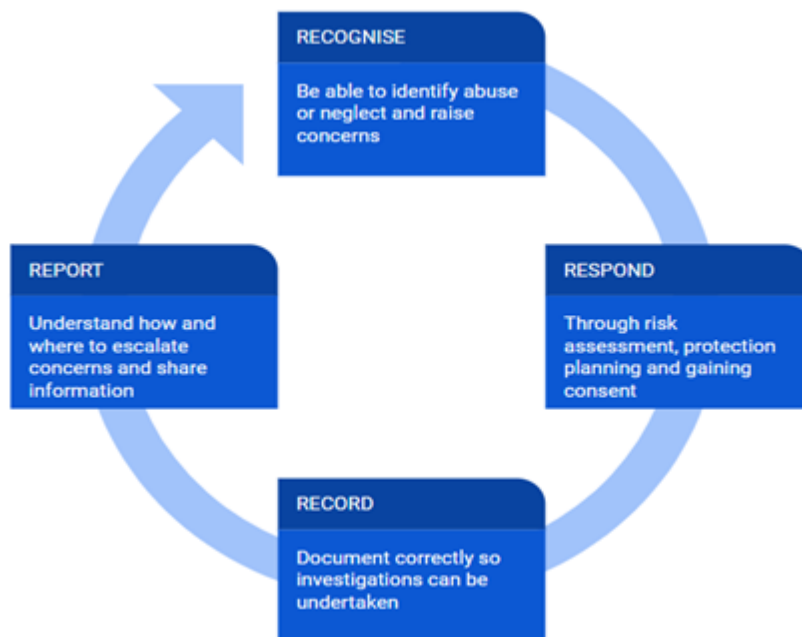 RECOGNISE
Be able to identify abuse
or neglect and raise
concerns
RESPOND
Through risk
assessment, protection
planning and gaining
consent
RECORD
Document correctly so
investigations can be
undertaken
REPORT
Understand how and
where to escalate
concerns and share
information